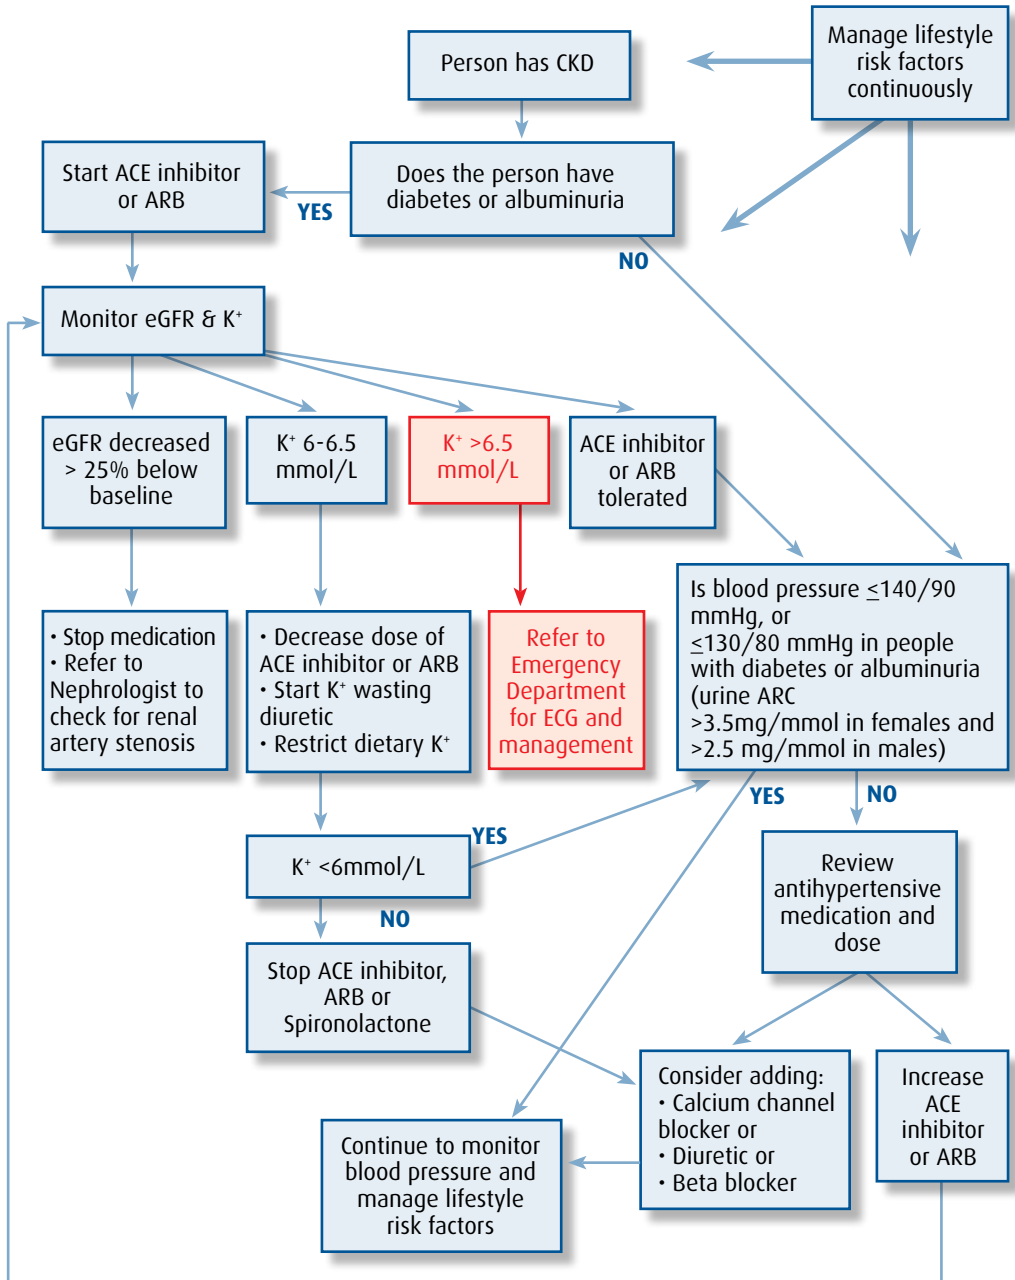 Person has CKD
Manage lifestyle
risk factors
continuously
Does the person have
diabetes or albuminuria
YES
NO
Start ACE inhibitor
or ARB
Monitor eGFR & K⁺
eGFR decreased
> 25% below
baseline
K⁺ 6-6.5
mmol/L
K⁺ >6.5
mmol/L
ACE inhibitor
or ARB
tolerated
· Stop medication
· Refer to
Nephrologist to
check for renal
artery stenosis
· Decrease dose of
ACE inhibitor or ARB
· Start K⁺ wasting
diuretic
· Restrict dietary K⁺
Refer to
Emergency
Department
for ECG and
management
Is blood pressure ≤140/90
mmHg, or
≤130/80 mmHg in people
with diabetes or albuminuria
(urine ARC
>3.5mg/mmol in females and
>2.5 mg/mmol in males)
YES
NO
K⁺ <6mmol/L
YES
NO
Review
antihypertensive
medication and
dose
Stop ACE inhibitor,
ARB or
Spironolactone
Consider adding:
· Calcium channel
blocker or
· Diuretic or
· Beta blocker
Increase
ACE
inhibitor
or ARB
Continue to monitor
blood pressure and
manage lifestyle
risk factors